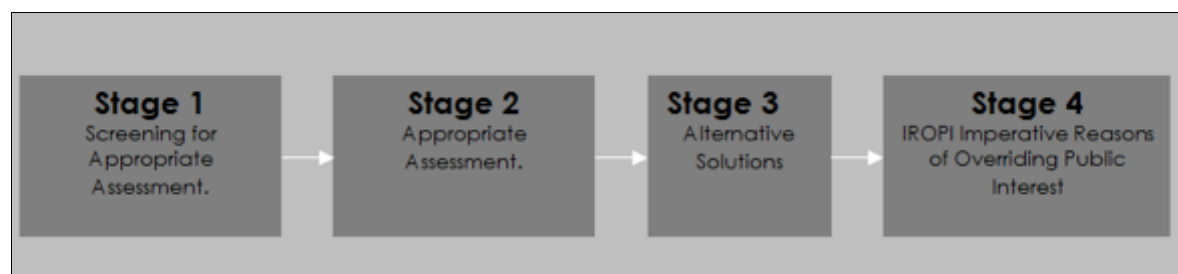 Stage 1
Screening for
Appropriate
Assessment.
Stage 2
Appropriate
Assessment.
Stage 3
Alternative
Solutions
Stage 4
IROPI Imperative Reasons
of Overriding Public
Interest